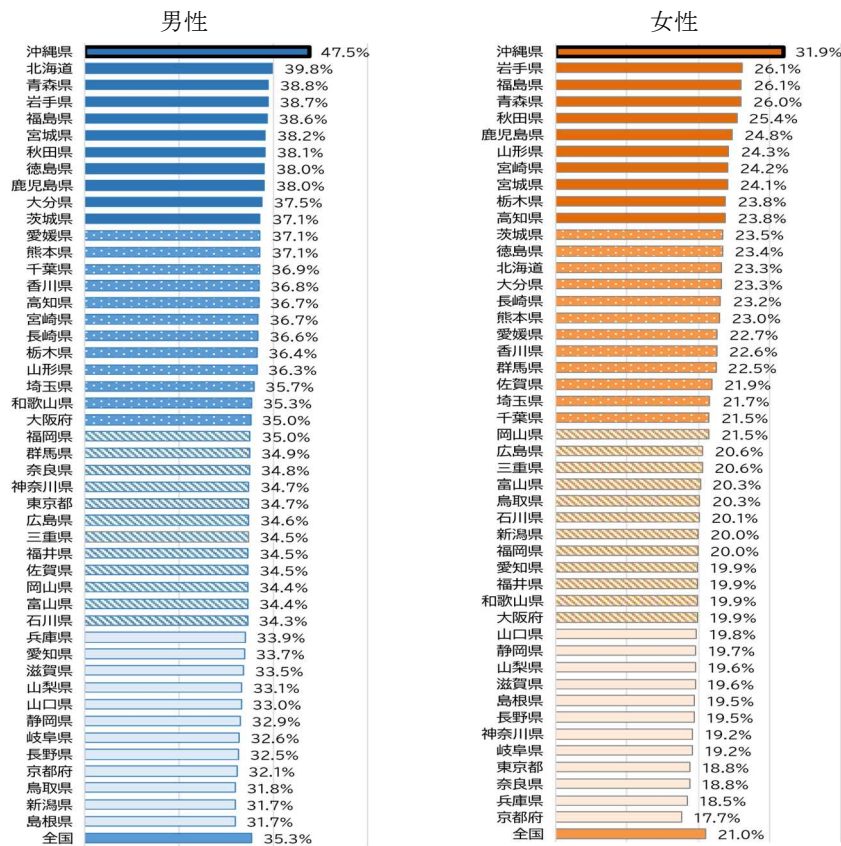 男性
沖縄県 47.5%
北海道 39.8%
青森県 38.8%
岩手県 38.7%
福島県 38.6%
宮城県 38.2%
秋田県 38.1%
徳島県 38.0%
鹿児島県 38.0%
大分県 37.5%
茨城県 37.1%
愛媛県 37.1%
熊本県 37.1%
千葉県 36.9%
香川県 36.8%
高知県 36.7%
宮崎県 36.7%
長崎県 36.6%
栃木県 36.4%
山形県 36.3%
埼玉県 35.7%
和歌山県 35.3%
大阪府 35.0%
福岡県 35.0%
群馬県 34.9%
奈良県 34.8%
神奈川県 34.7%
東京都 34.7%
広島県 34.6%
三重県 34.5%
福井県 34.5%
佐賀県 34.5%
岡山県 34.4%
富山県 34.4%
石川県 34.3%
兵庫県 33.9%
愛知県 33.7%
滋賀県 33.5%
山梨県 33.1%
山口県 33.0%
静岡県 32.9%
岐阜県 32.6%
長野県 32.5%
京都府 32.1%
鳥取県 31.8%
新潟県 31.7%
島根県 31.7%
全国 35.3%
女性
沖縄県 31.9%
岩手県 26.1%
福島県 26.1%
青森県 26.0%
秋田県 25.4%
鹿児島県 24.8%
山形県 24.3%
宮崎県 24.2%
宮城県 24.1%
栃木県 23.8%
高知県 23.8%
茨城県 23.5%
徳島県 23.4%
北海道 23.3%
大分県 23.3%
長崎県 23.2%
熊本県 23.0%
愛媛県 22.7%
香川県 22.6%
群馬県 22.5%
佐賀県 21.9%
埼玉県 21.7%
千葉県 21.5%
岡山県 21.5%
広島県 20.6%
三重県 20.6%
富山県 20.3%
鳥取県 20.3%
石川県 20.1%
新潟県 20.0%
福岡県 20.0%
愛知県 19.9%
福井県 19.9%
和歌山県 19.9%
大阪府 19.9%
山口県 19.8%
静岡県 19.7%
山梨県 19.6%
滋賀県 19.6%
島根県 19.5%
長野県 19.5%
神奈川県 19.2%
岐阜県 19.2%
東京都 18.8%
奈良県 18.8%
兵庫県 18.5%
京都府 17.7%
全国 21.0%